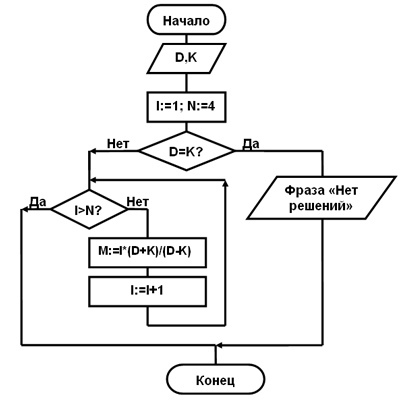 Начало
D,K
I:=1; N:=4
Нет
Да
D=K?
Фраза «Нет
решений»
Да
Нет
I>N?
M:=I*(D+K)/(D-K)
I:=I+1
Конец